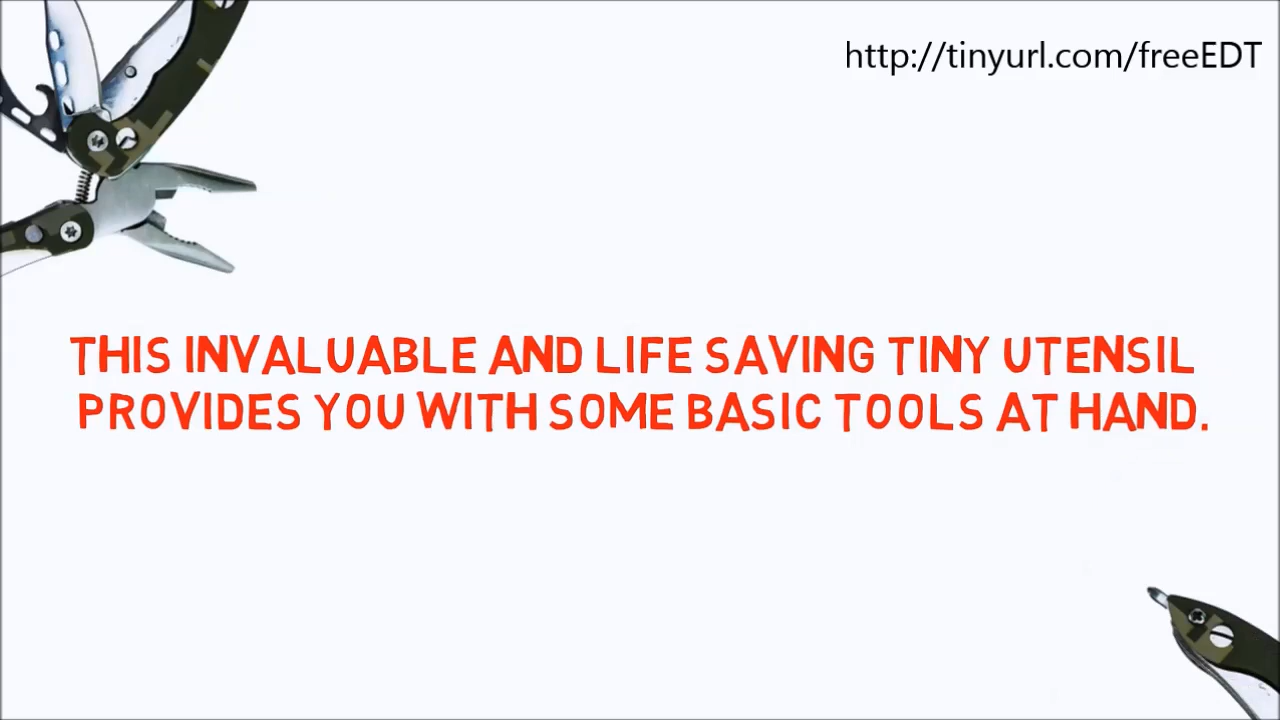 http://tinyurl.com/freeEDT
THIS INVALUABLE AND LIFE SAVING TINY UTENSIL
PROVIDES YOU WITH SOME BASIC TOOLS AT HAND.